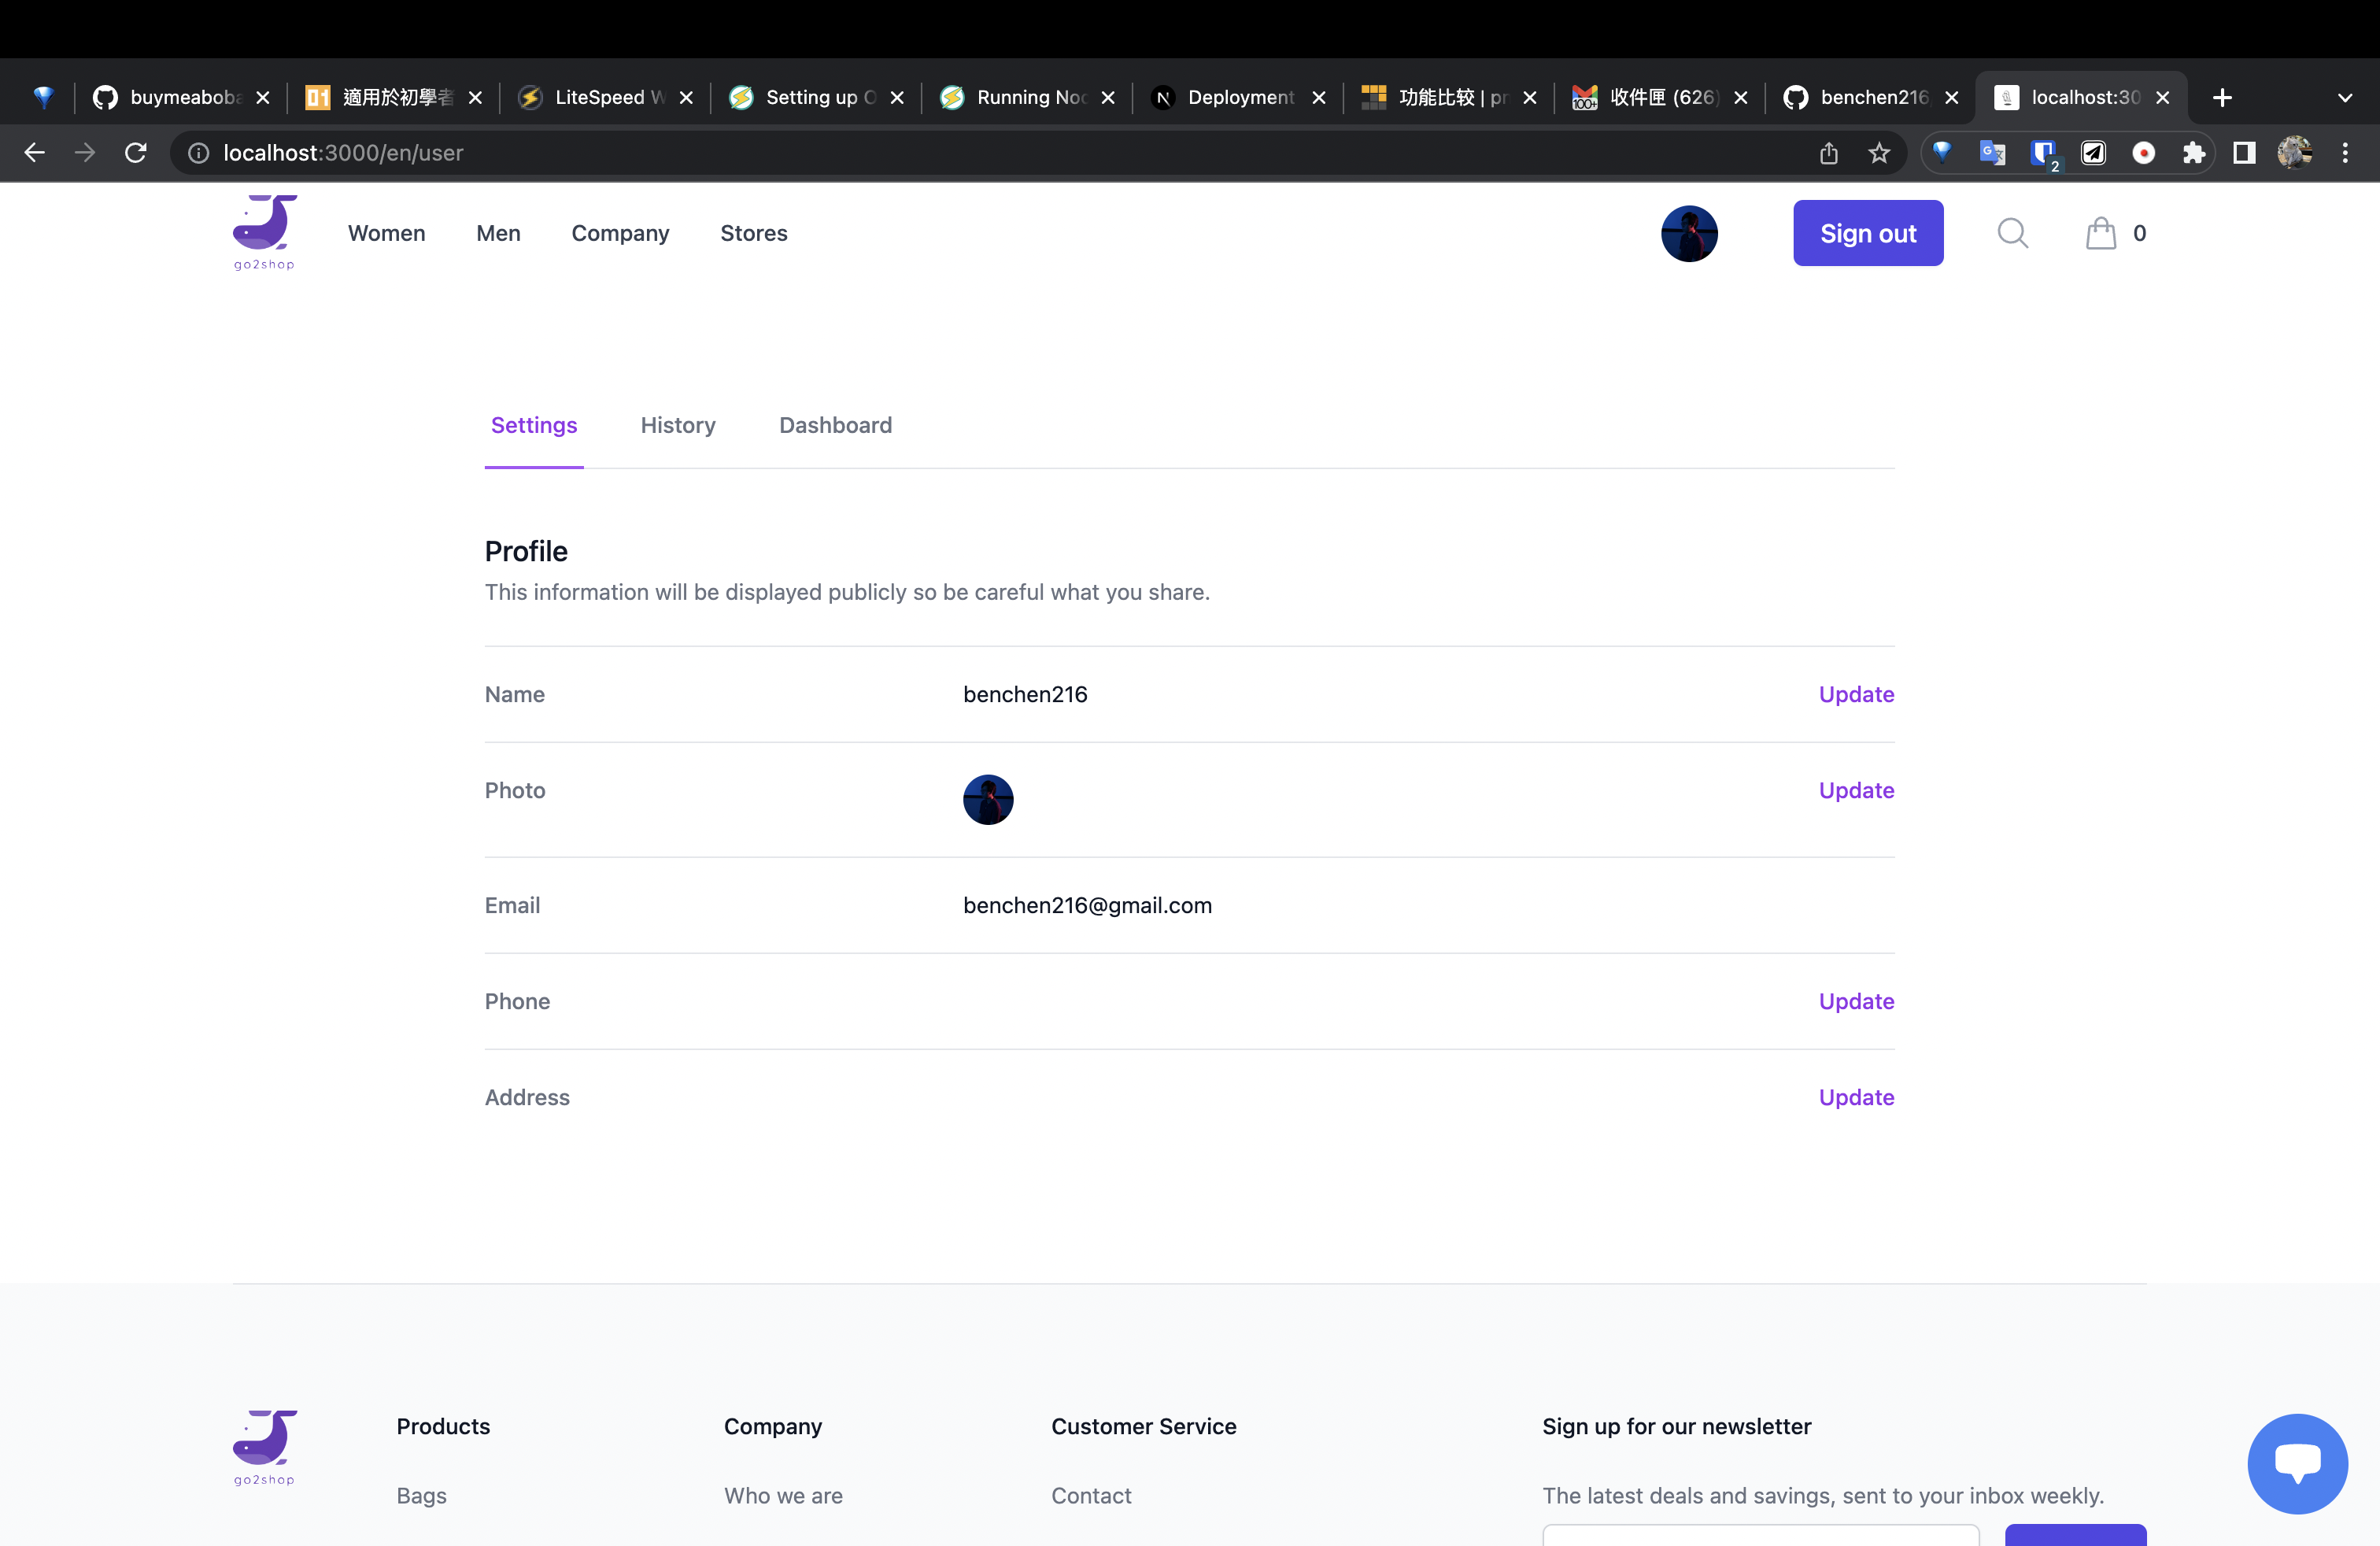 buymeaboba
適用於初學者
LiteSpeed W
Setting up O
Running Nod
Deployment
功能比较 | pr
收件匣 (626)
benchen216
localhost:30
localhost:3000/en/user
2
go2shop
Women
Men
Company
Stores
Sign out
0
Settings
History
Dashboard
Profile
This information will be displayed publicly so be careful what you share.
Name
benchen216
Update
Photo
Update
Email
benchen216@gmail.com
Phone
Update
Address
Update
go2shop
Products
Company
Customer Service
Sign up for our newsletter
Bags
Who we are
Contact
The latest deals and savings, sent to your inbox weekly.